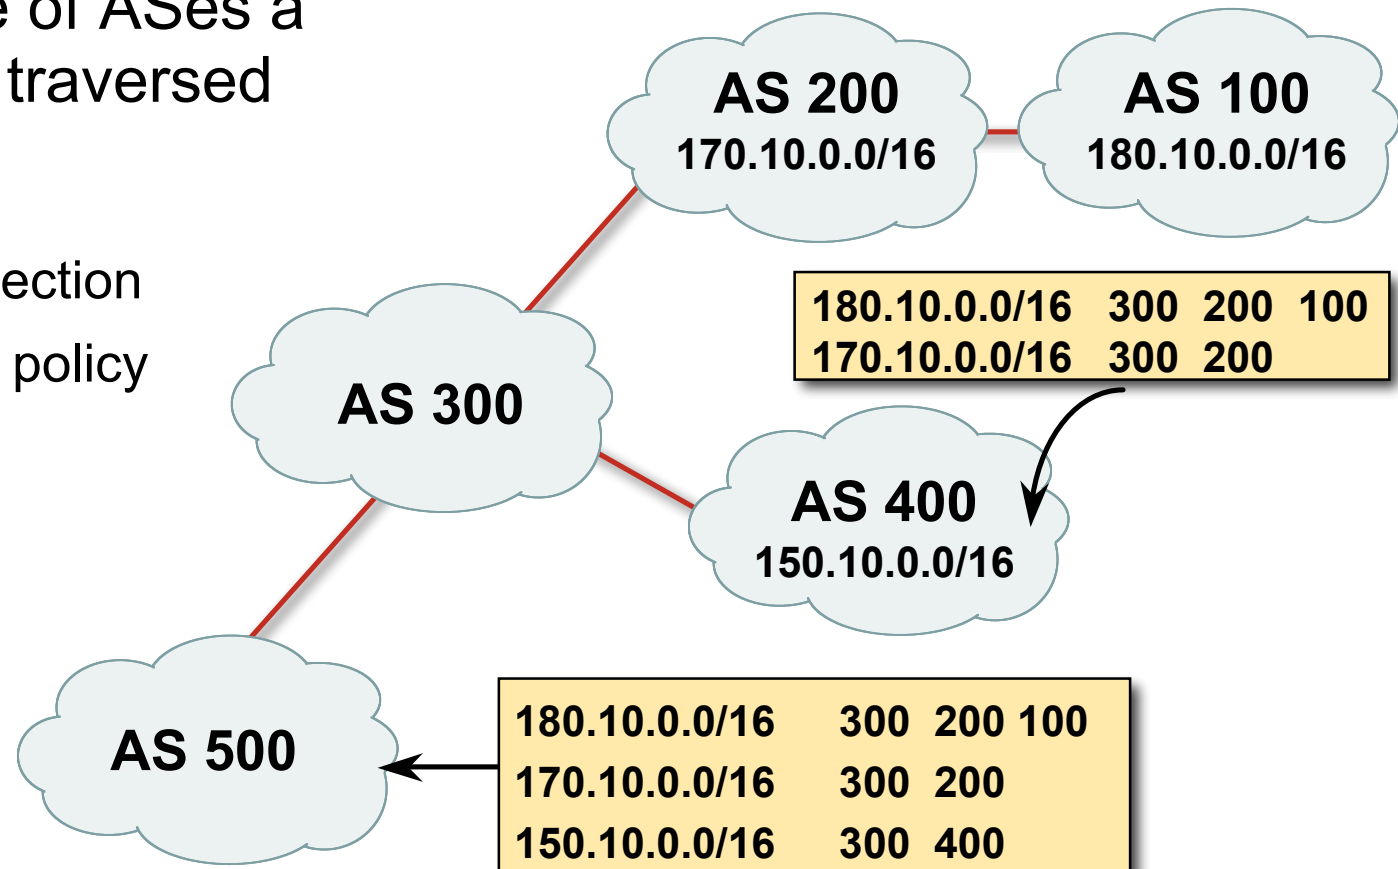 e of ASes a
traversed
ection
policy
AS 200
170.10.0.0/16
AS 100
180.10.0.0/16
AS 300
180.10.0.0/16 300 200 100
170.10.0.0/16 300 200
AS 400
150.10.0.0/16
AS 500
180.10.0.0/16 300 200 100
170.10.0.0/16 300 200
150.10.0.0/16 300 400